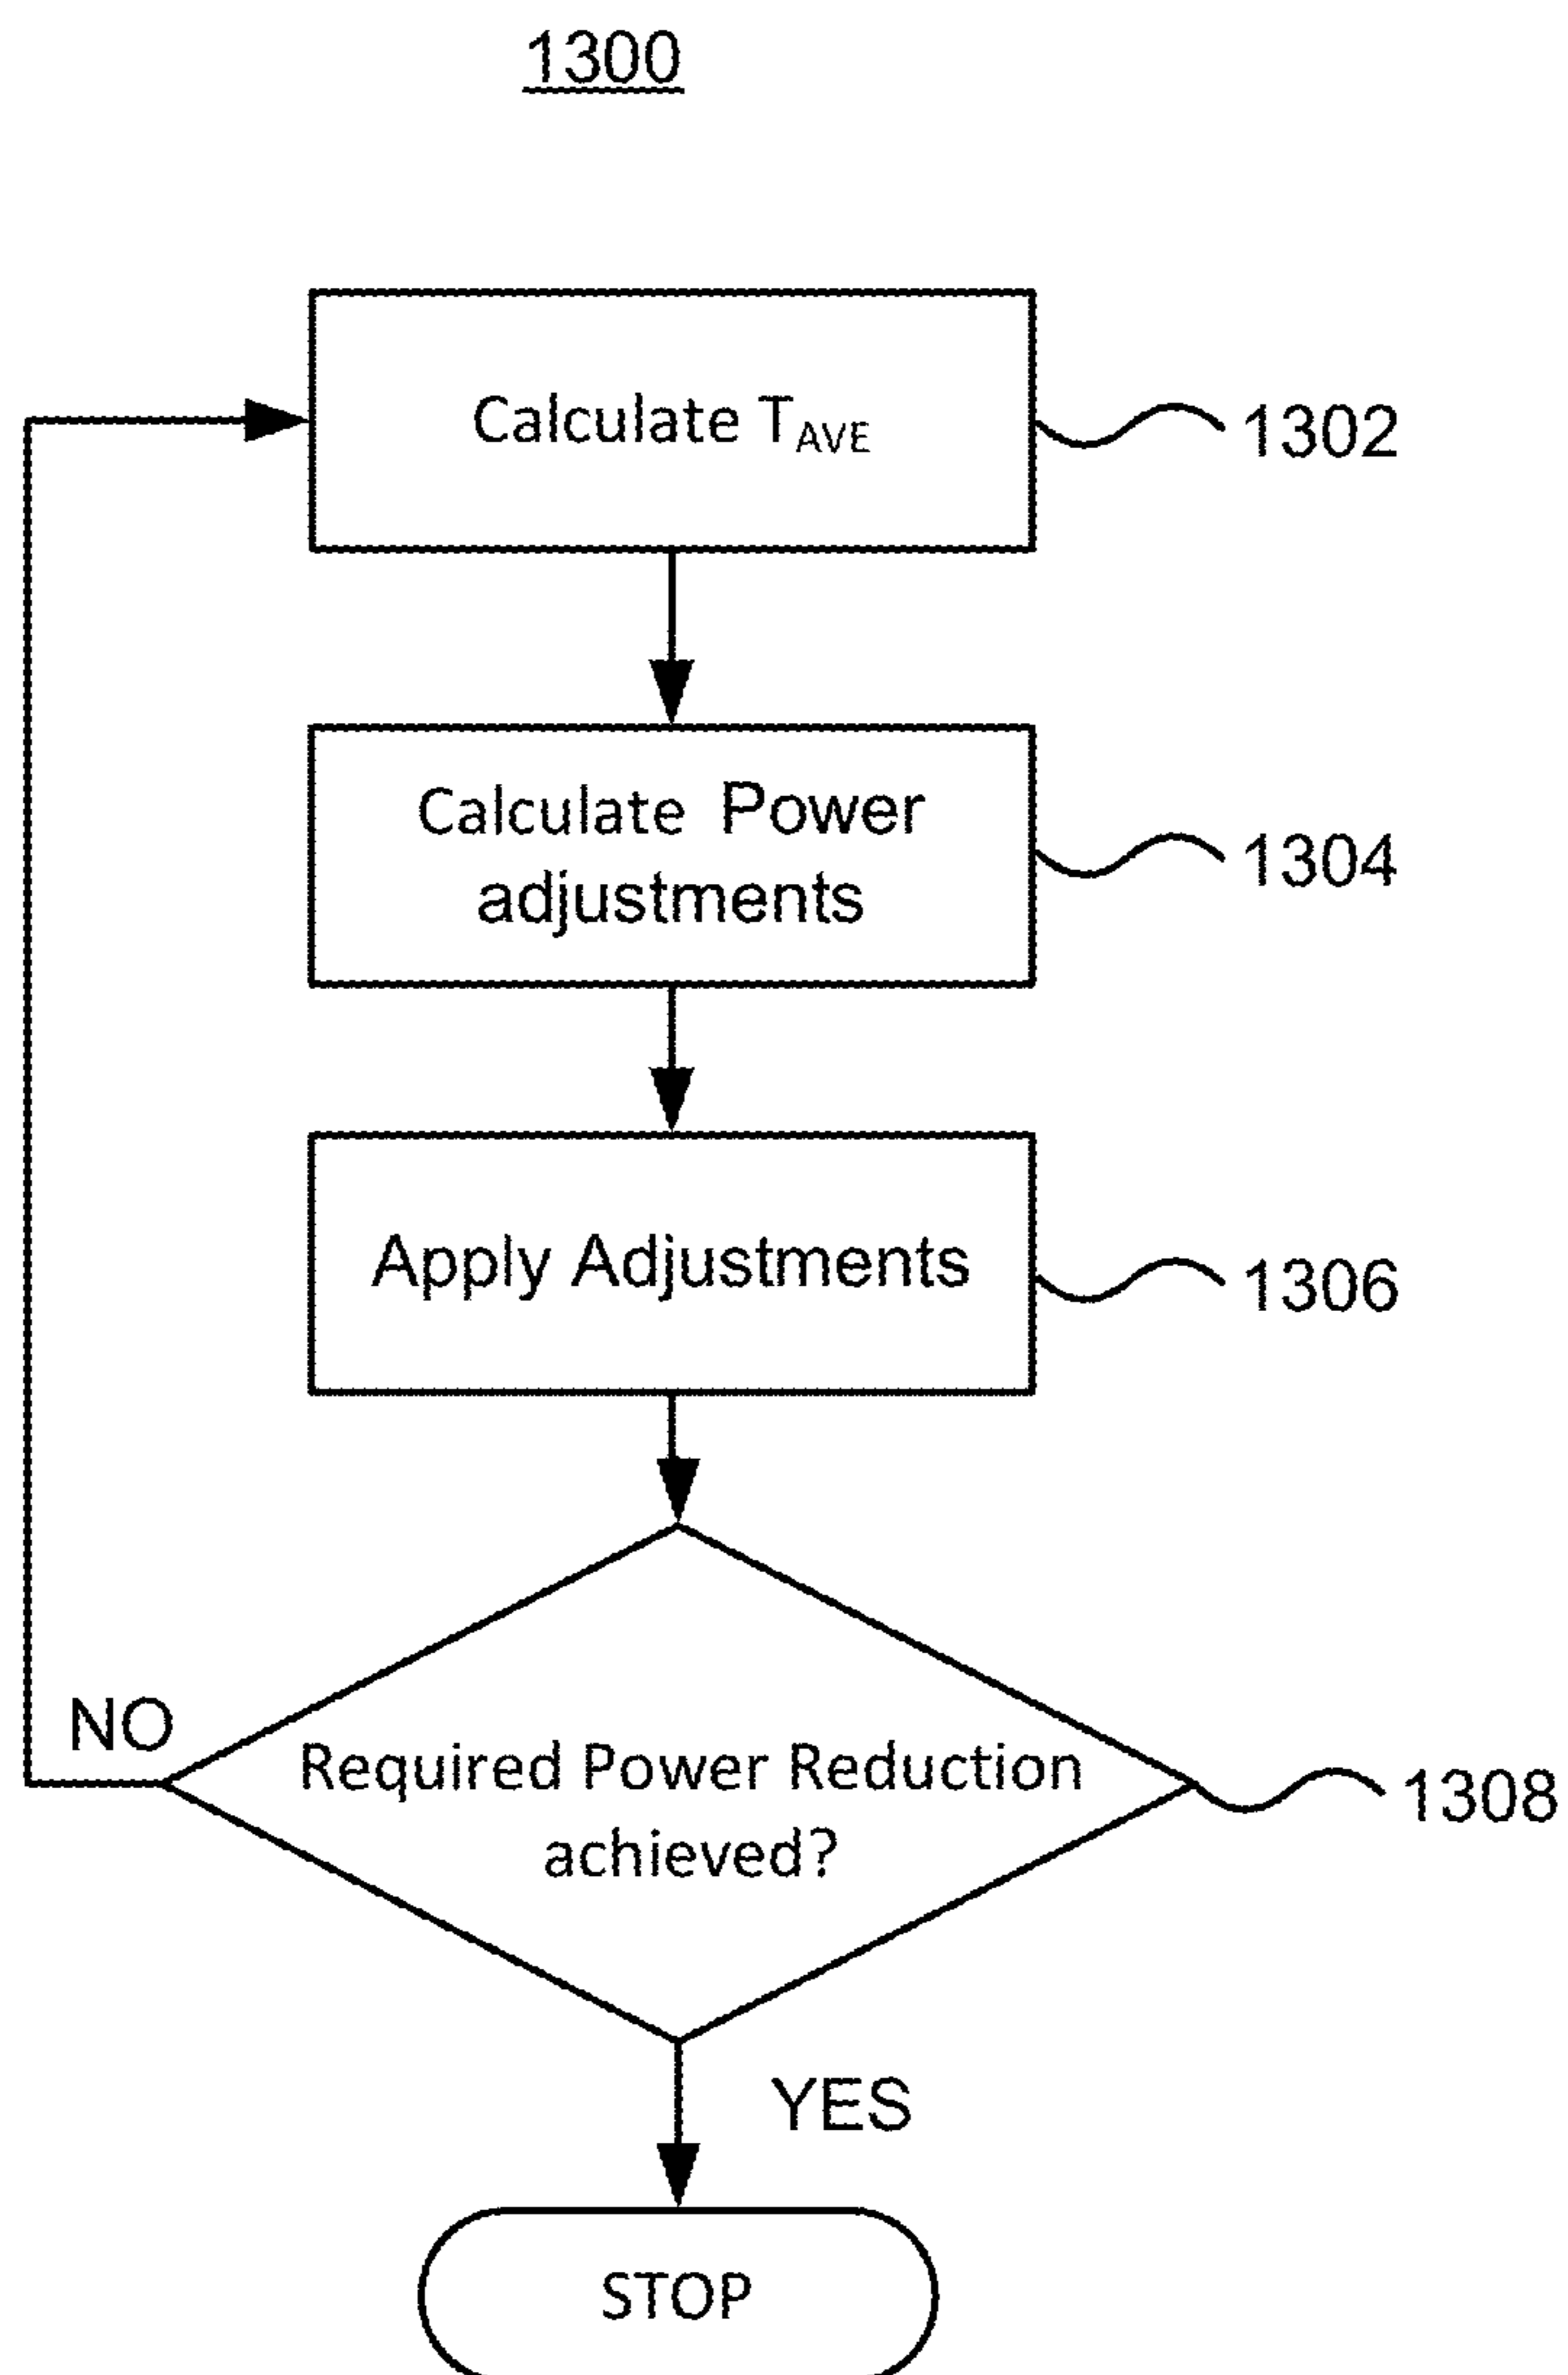 1300
Calculate TAVE
1302
Calculate Power
adjustments
1304
Apply Adjustments
1306
NO
Required Power Reduction
achieved?
1308
YES
STOP